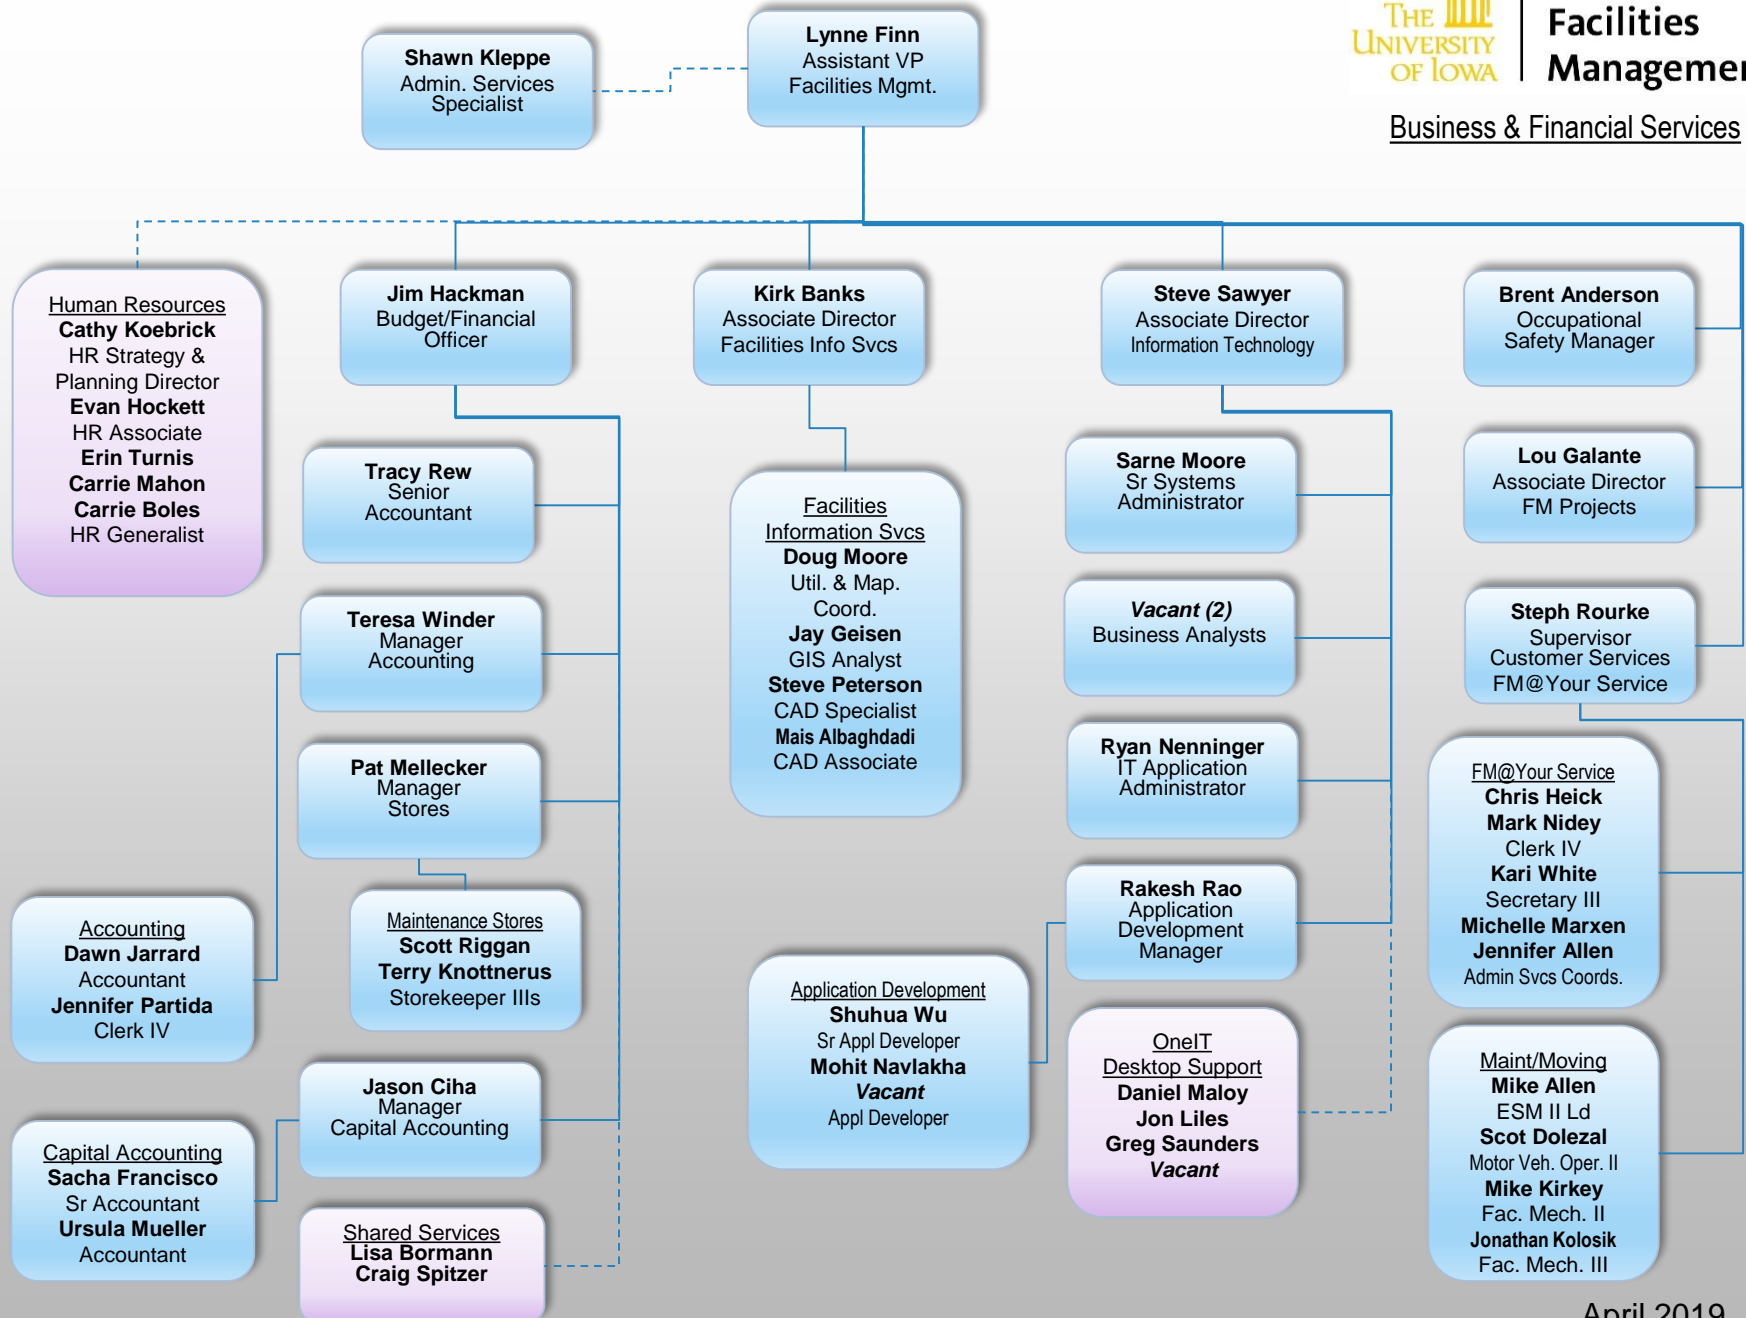 Shawn Kleppe
Admin. Services
Specialist
Lynne Finn
Assistant VP
Facilities Mgmt.
THE
UNIVERSITY
OF IOWA
Facilities
Managemen
Business & Financial Services
Human Resources
Cathy Koebrick
HR Strategy &
Planning Director
Evan Hockett
HR Associate
Erin Turnis
Carrie Mahon
Carrie Boles
HR Generalist
Jim Hackman
Budget/Financial
Officer
Kirk Banks
Associate Director
Facilities Info Svcs
Steve Sawyer
Associate Director
Information Technology
Brent Anderson
Occupational
Safety Manager
Tracy Rew
Senior
Accountant
Teresa Winder
Manager
Accounting
Pat Mellecker
Manager
Stores
Maintenance Stores
Scott Riggan
Terry Knottnerus
Storekeeper IIIs
Accounting
Dawn Jarrard
Accountant
Jennifer Partida
Clerk IV
Jason Ciha
Manager
Capital Accounting
Capital Accounting
Sacha Francisco
Sr Accountant
Ursula Mueller
Accountant
Shared Services
Lisa Bormann
Craig Spitzer
Facilities
Information Svcs
Doug Moore
Util. & Map.
Coord.
Jay Geisen
GIS Analyst
Steve Peterson
CAD Specialist
Mais Albaghdadi
CAD Associate
Sarne Moore
Sr Systems
Administrator
Vacant (2)
Business Analysts
Ryan Nenninger
IT Application
Administrator
Rakesh Rao
Application
Development
Manager
Application Development
Shuhua Wu
Sr Appl Developer
Mohit Navlakha
Vacant
Appl Developer
OneIT
Desktop Support
Daniel Maloy
Jon Liles
Greg Saunders
Vacant
Lou Galante
Associate Director
FM Projects
Steph Rourke
Supervisor
Customer Services
FM@Your Service
FM@Your Service
Chris Heick
Mark Nidey
Clerk IV
Kari White
Secretary III
Michelle Marxen
Jennifer Allen
Admin Svcs Coords.
Maint/Moving
Mike Allen
ESM II Ld
Scot Dolezal
Motor Veh. Oper. II
Mike Kirkey
Fac. Mech. II
Jonathan Kolosik
Fac. Mech. III
April 2019